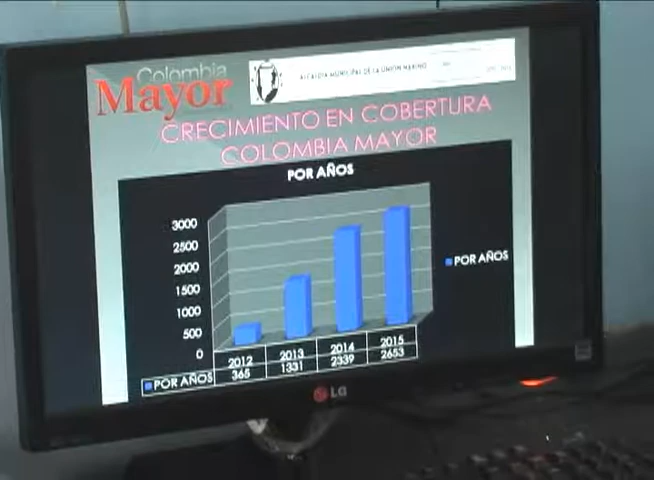 Colombia
Mayor
ALCALDIA MUNICIPAL DE LA UNION NARIÑO
CRECIMIENTO EN COBERTURA
COLOMBIA MAYOR
POR AÑOS
3000
2500
2000
1500
1000
500
0
POR AÑOS
2012 2013 2014 2015
POR AÑOS 365 1331 2339 2653
LG